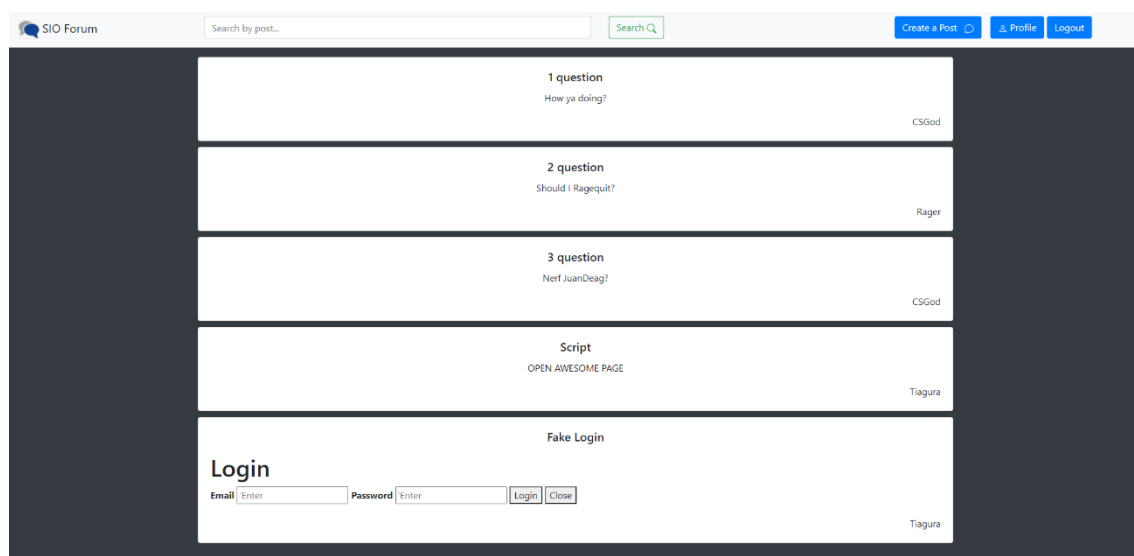 SIO Forum Search by post... Search Create a Post Profile Logout
1 question
How ya doing?
CSGod
2 question
Should I Ragequit?
Rager
3 question
Nerf JuanDeag?
CSGod
Script
OPEN AWESOME PAGE
Tiagura
Fake Login
Login
Email 'Enter Password 'Enter Login Close
Tiagura